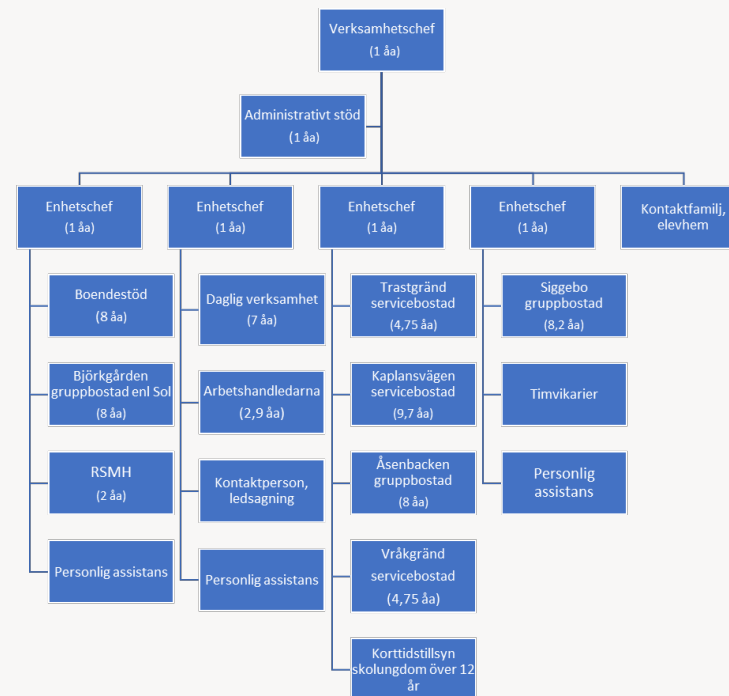 Verksamhetschef
(1 åa)
Administrativt stöd
(1 åa)
Enhetschef
(1 åa)
Boendestöd
(8 åa)
Björkgården
gruppbostad enl Sol
(8 åa)
RSMH
(2 åa)
Personlig assistans
Enhetschef
(1 åa)
Daglig verksamhet
(7 åa)
Arbetshandledarna
(2,9 åa)
Kontaktperson,
ledsagning
Personlig assistans
Enhetschef
(1 åa)
Trastgränd
servicebostad
(4,75 åa)
Kaplansvägen
servicebostad
(9,7 åa)
Åsenbacken
gruppbostad
(8 åa)
Vråkgränd
servicebostad
(4,75 åa)
Korttidstillsyn
skolungdom över 12
år
Enhetschef
(1 åa)
Siggebo
gruppbostad
(8,2 åa)
Timvikarier
Personlig
assistans
Kontaktfamilj,
elevhem